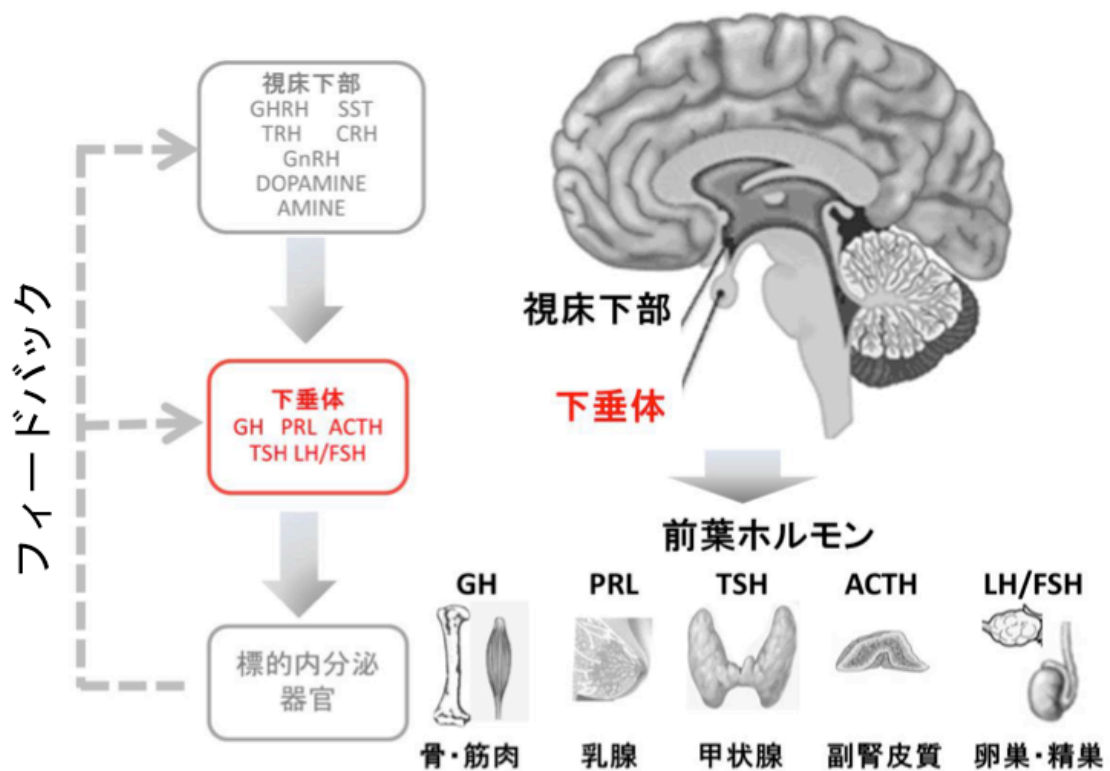 視床下部
GHRH SST
TRH CRH
GnRH
DOPAMINE
AMINE
フィードバック
下垂体
GH PRL ACTH
TSH LH/FSH
標的内分泌
器官
視床下部
下垂体
前葉ホルモン
GH PRL TSH ACTH LH/FSH
骨・筋肉 乳腺 甲状腺 副腎皮質 卵巣・精巣